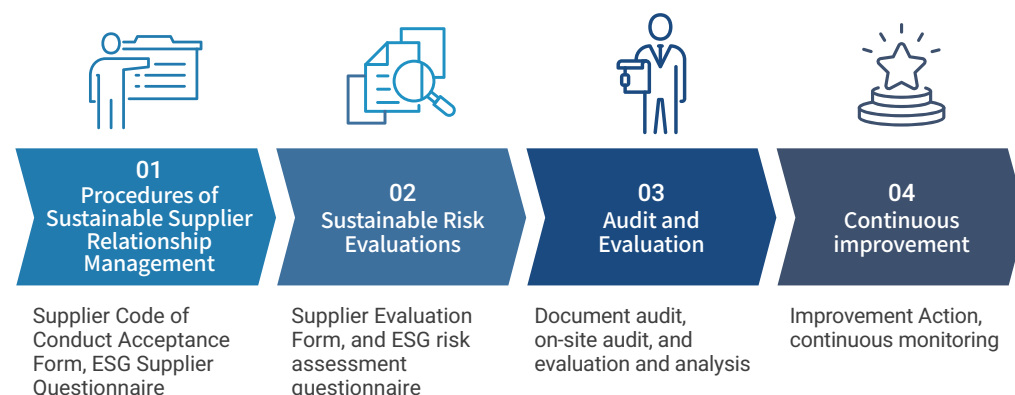 01
Procedures of
Sustainable Supplier
Relationship
Management
02
Sustainable Risk
Evaluations
03
Audit and
Evaluation
04
Continuous
improvement
Supplier Code of
Conduct Acceptance
Form, ESG Supplier
Questionnaire
Supplier Evaluation
Form, and ESG risk
assessment
questionnaire
Document audit,
on-site audit, and
evaluation and analysis
Improvement Action,
continuous monitoring